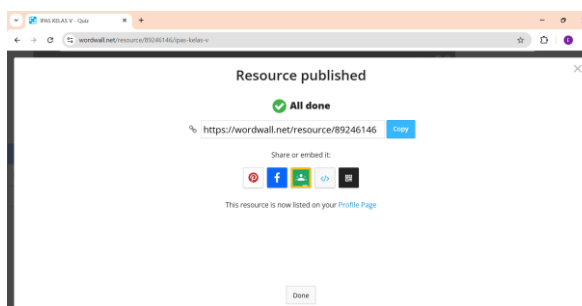 IPAS KELAS V - Quiz
wordwall.net/resource/89246146/ipas-kelas-v
Resource published
All done
https://wordwall.net/resource/89246146
Copy
Share or embed it:
This resource is now listed on your Profile Page
Done